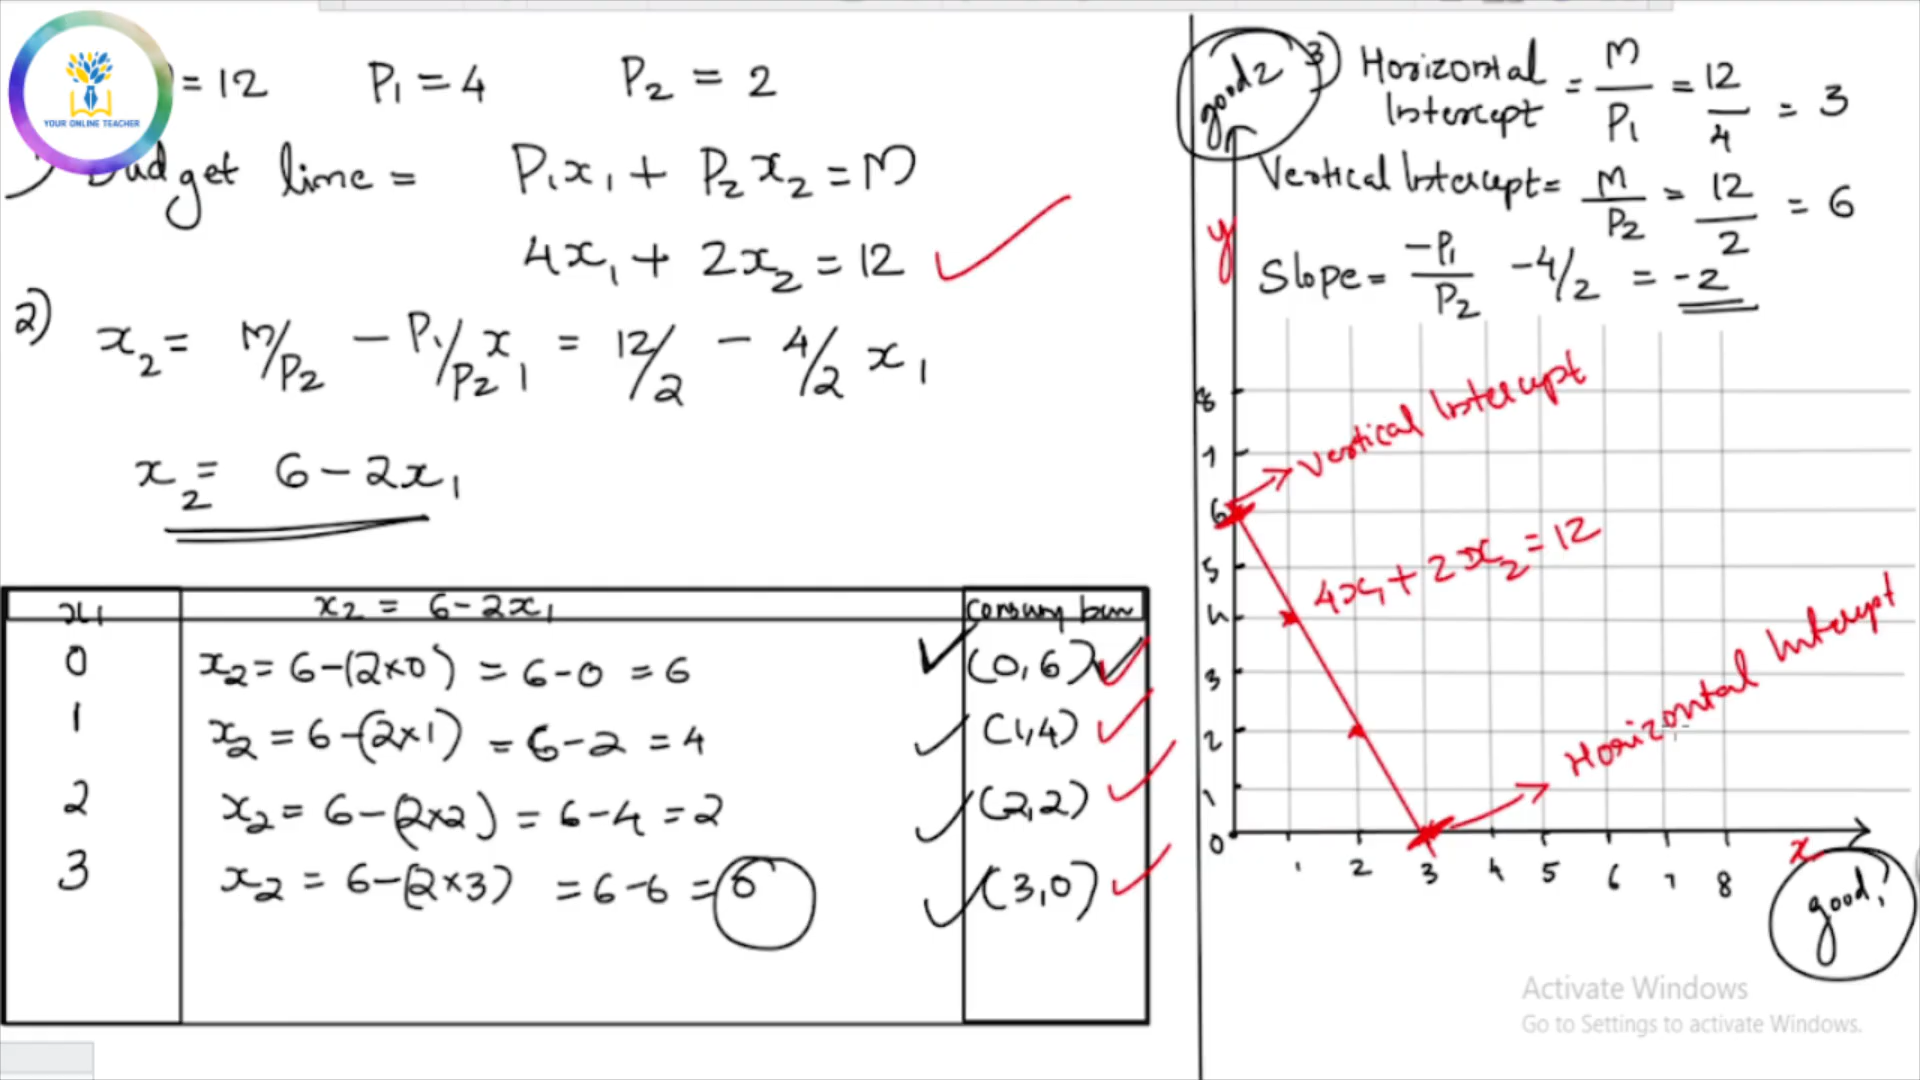 YOUR ONLINE TEACHER
= 12 P1 = 4 P2 = 2
Budget line = P1x1 + P2x2 = M
4x1 + 2x2 = 12
2) x2 = M/P2 - P1/P2 x1 = 12/2 - 4/2 x1
x2 = 6 - 2x1
x1 x2 = 6 - 2x1
0 x2 = 6-(2×0) = 6-0 = 6 (0,6)
1 x2 = 6-(2×1) = 6-2 = 4 (1,4)
2 x2 = 6-(2×2) = 6-4 = 2 (2,2)
3 x2 = 6-(2×3) = 6-6 = 0 (3,0)
good2
3) Horizontal Intercept = M/P1 = 12/4 = 3
Vertical Intercept = M/P2 = 12/2 = 6
Slope = -P1/P2 -4/2 = -2
y
8
7
6
5
4
3
2
1
0
Vertical Intercept
4x1 + 2x2 = 12
Horizontal Intercept
1 2 3 4 5 6 7 8
x
good1
Activate Windows
Go to Settings to activate Windows.